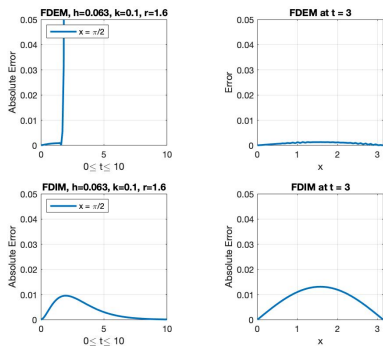 FDEM, h=0.063, k=0.1, r=1.6
0.05
0.04
0.03
0.02
0.01
0
Absolute Error
x = π/2
0 5 10
0≤ t≤ 10
FDEM at t = 3
0.05
0.04
0.03
0.02
0.01
0
Error
0 1 2 3
x
FDIM, h=0.063, k=0.1, r=1.6
0.05
0.04
0.03
0.02
0.01
0
Absolute Error
x = π/2
0 5 10
0≤ t≤ 10
FDIM at t = 3
0.05
0.04
0.03
0.02
0.01
0
Absolute Error
0 1 2 3
x